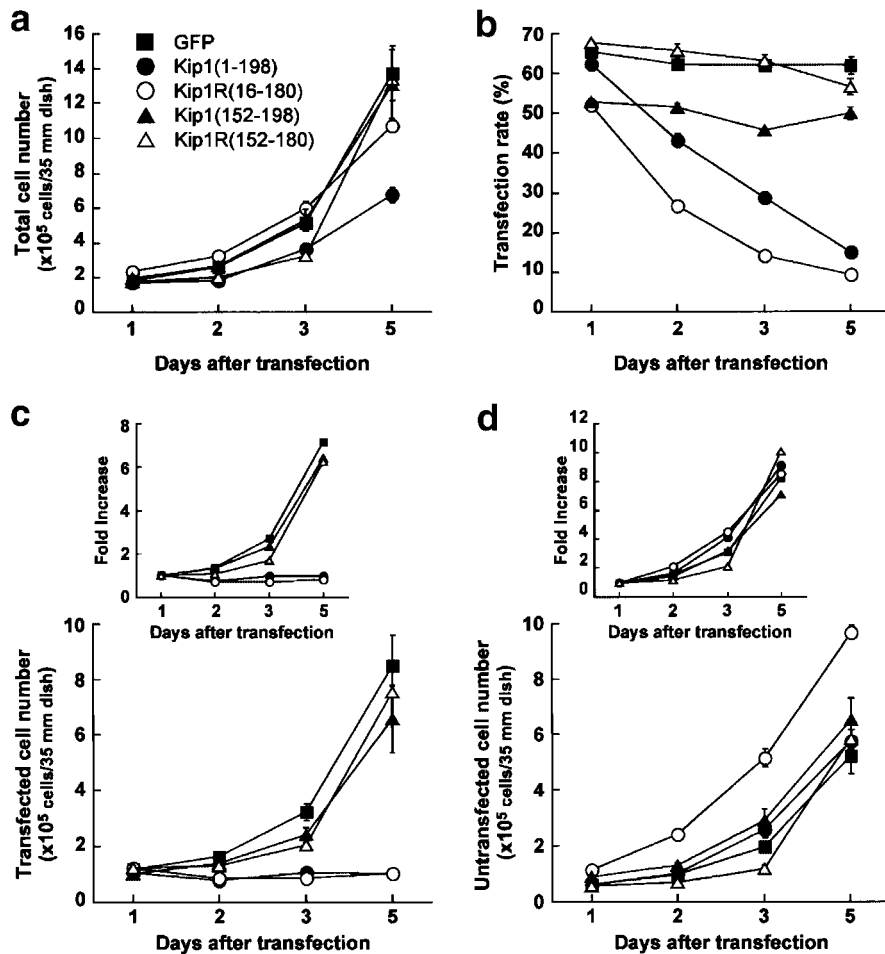 a
Total cell number
(x10⁵ cells/35 mm dish)
16
14
12
10
8
6
4
2
0
GFP
Kip1(1-198)
Kip1R(16-180)
Kip1(152-198)
Kip1R(152-180)
1 2 3 5
Days after transfection
b
Transfection rate (%)
70
60
50
40
30
20
10
0
1 2 3 5
Days after transfection
c
Fold Increase
8
6
4
2
0
1 2 3 5
Days after transfection
Transfected cell number
(x10⁵ cells/35 mm dish)
10
8
6
4
2
0
1 2 3 5
Days after transfection
d
Fold Increase
12
10
8
6
4
2
0
1 2 3 5
Days after transfection
Untransfected cell number
(x10⁵ cells/35 mm dish)
10
8
6
4
2
0
1 2 3 5
Days after transfection